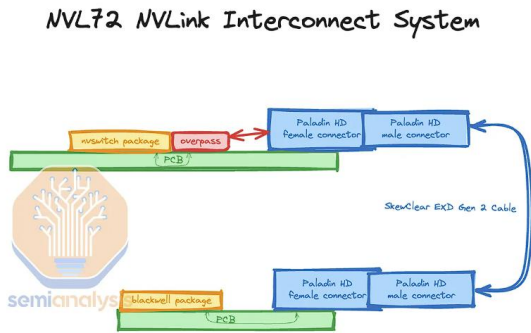 NVL72 NVLink Interconnect System
Paladin HD
female connector
Paladin HD
male connector
nvswitch package
overpass
PCB
SkewClear EXD Gen 2 Cable
semianalysis
Paladin HD
female connector
Paladin HD
male connector
blackwell package
PCB